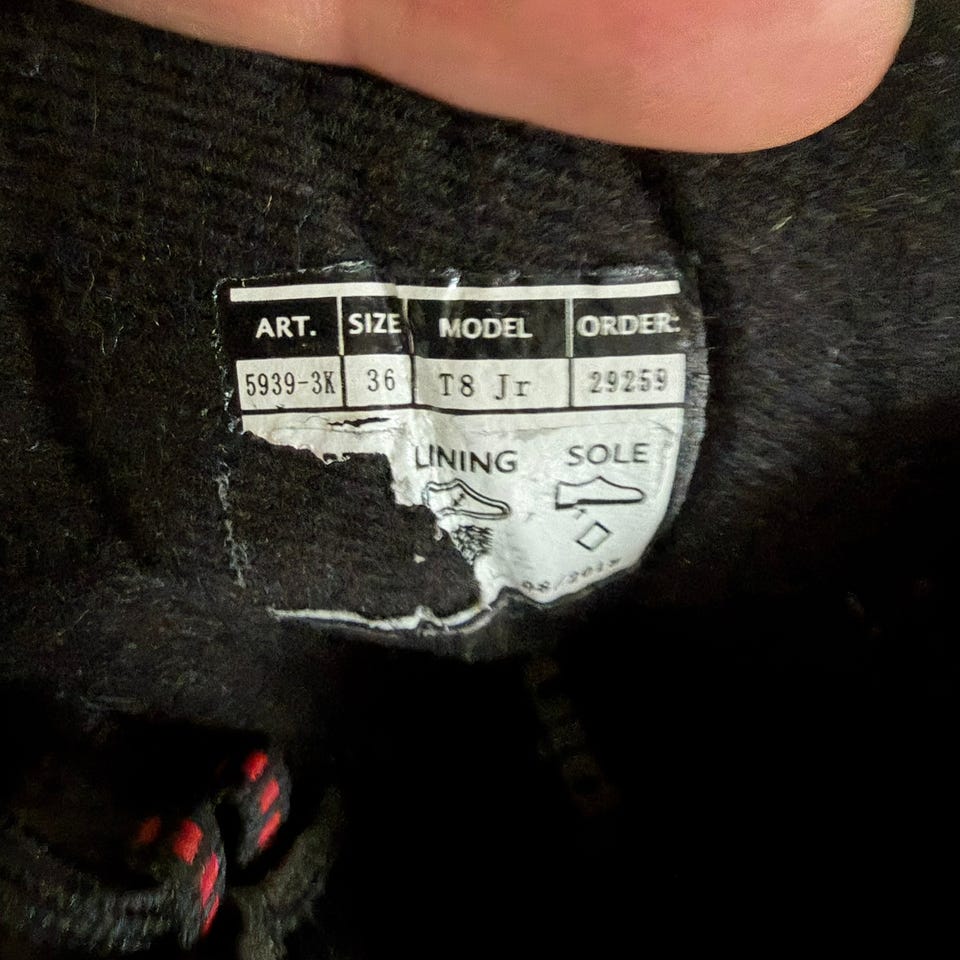 ART. SIZE MODEL ORDER:
5939-3K 36 T8 Jr 29259
LINING SOLE